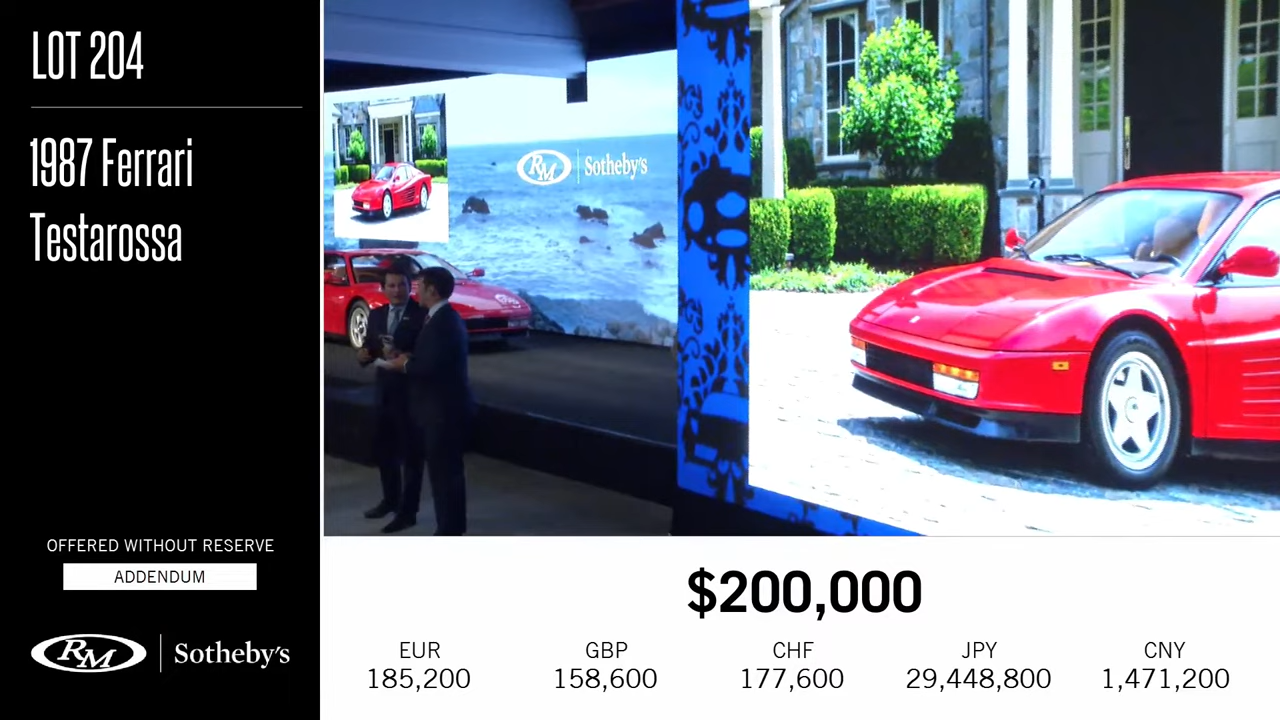 LOT 204
1987 Ferrari
Testarossa
OFFERED WITHOUT RESERVE
ADDENDUM
RM Sotheby's
RM Sotheby's
$200,000
EUR GBP CHF JPY CNY
185,200 158,600 177,600 29,448,800 1,471,200